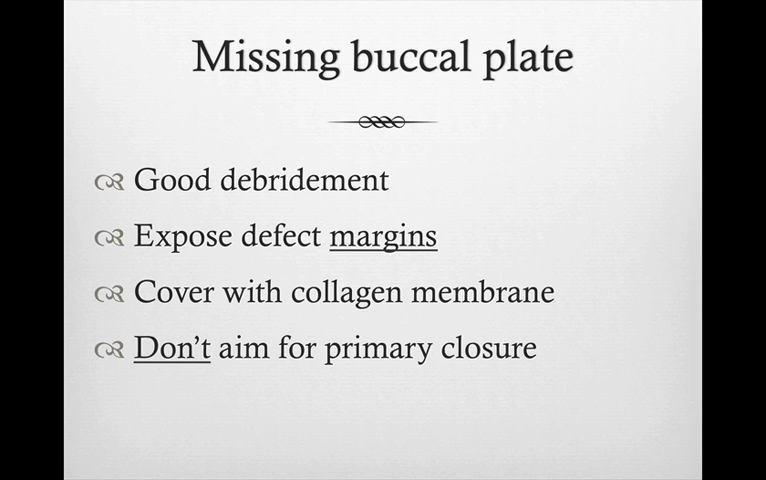 Missing buccal plate
Good debridement
Expose defect margins
Cover with collagen membrane
Don't aim for primary closure